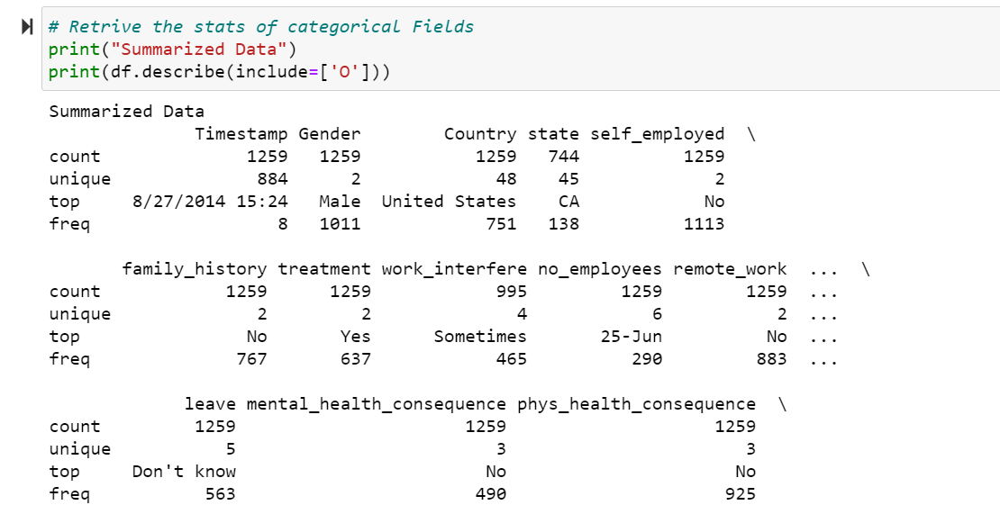 # Retrive the stats of categorical Fields
print("Summarized Data")
print(df.describe(include=['O']))
Summarized Data
Timestamp Gender Country state self_employed \
count 1259 1259 1259 744 1259
unique 884 2 48 45 2
top 8/27/2014 15:24 Male United States CA No
freq 8 1011 751 138 1113
family_history treatment work_interfere no_employees remote_work ... \
count 1259 1259 995 1259 1259 ...
unique 2 2 4 6 2 ...
top No Yes Sometimes 25-Jun No ...
freq 767 637 465 290 883 ...
leave mental_health_consequence phys_health_consequence \
count 1259 1259 1259
unique 5 3 3
top Don't know No No
freq 563 490 925